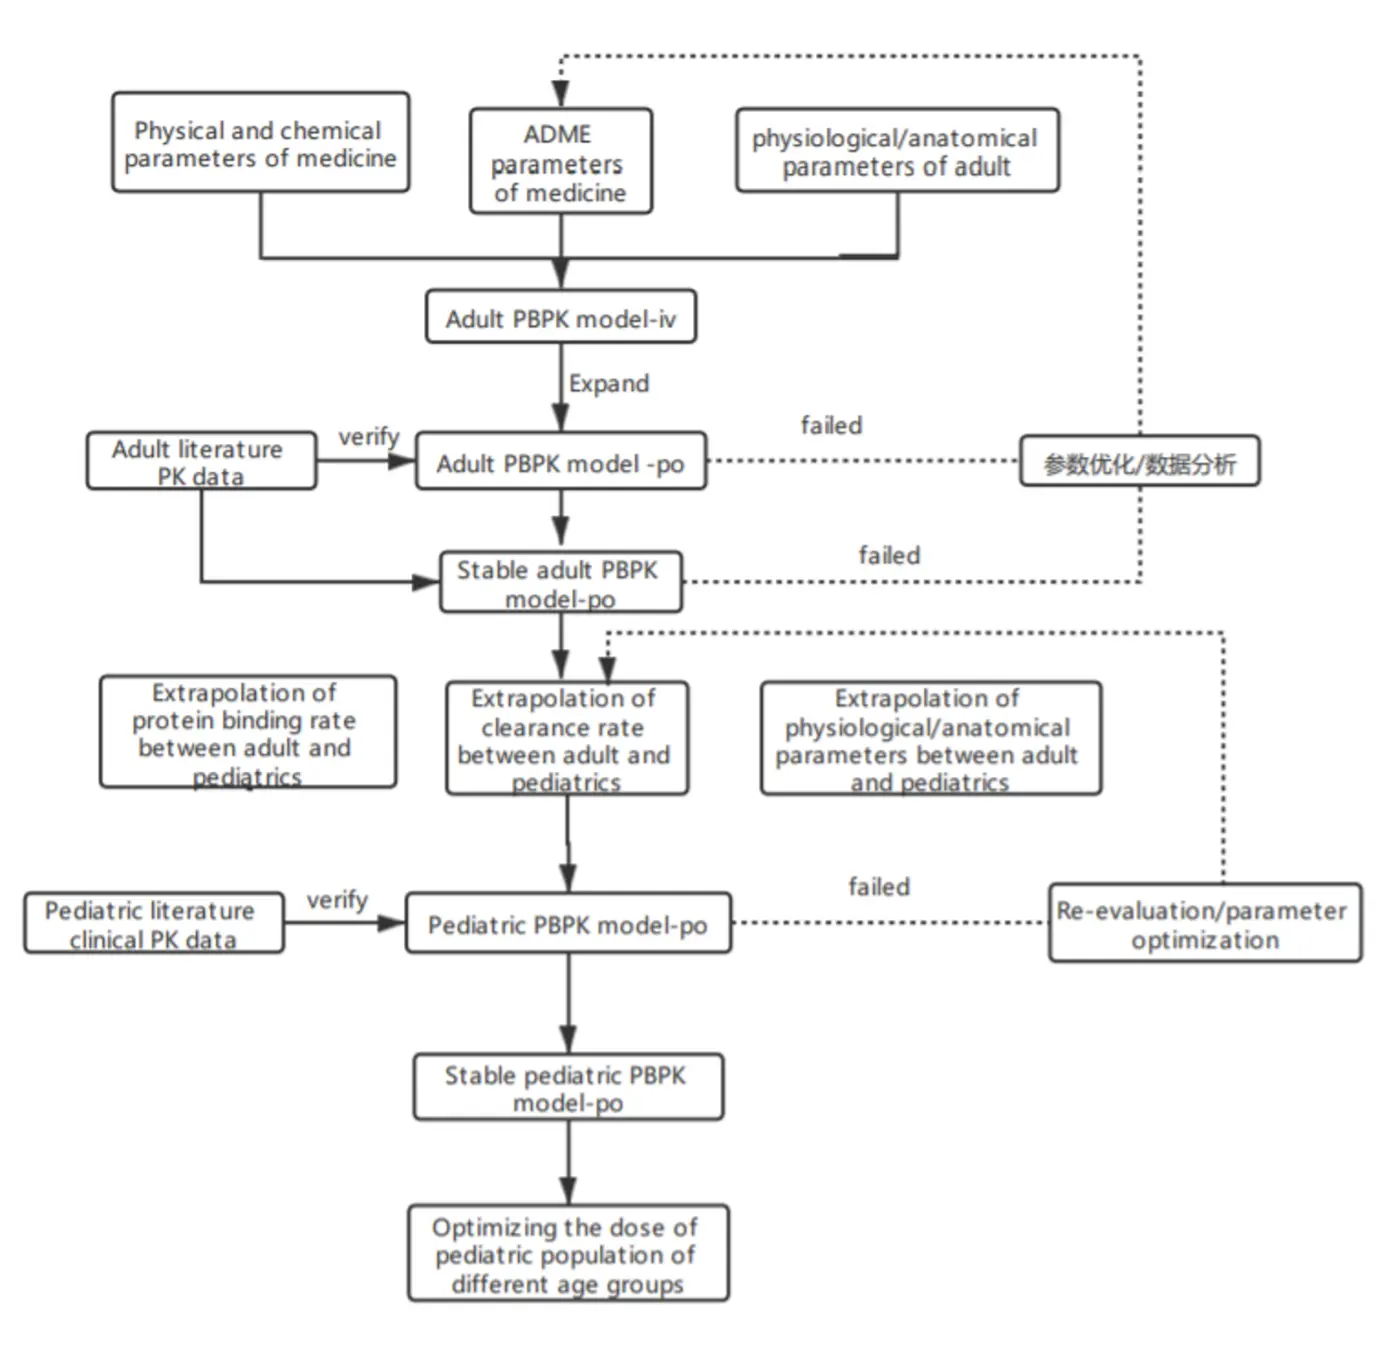 Physical and chemical
parameters of medicine
ADME
parameters
of medicine
physiological/anatomical
parameters of adult
Adult PBPK model-iv
Expand
Adult literature
PK data
verify
Adult PBPK model -po
failed
参数优化/数据分析
Stable adult PBPK
model-po
failed
Extrapolation of
protein binding rate
between adult and
pediatrics
Extrapolation of
clearance rate
between adult and
pediatrics
Extrapolation of
physiological/anatomical
parameters between adult
and pediatrics
Pediatric literature
clinical PK data
verify
Pediatric PBPK model-po
failed
Re-evaluation/parameter
optimization
Stable pediatric PBPK
model-po
Optimizing the dose of
pediatric population of
different age groups